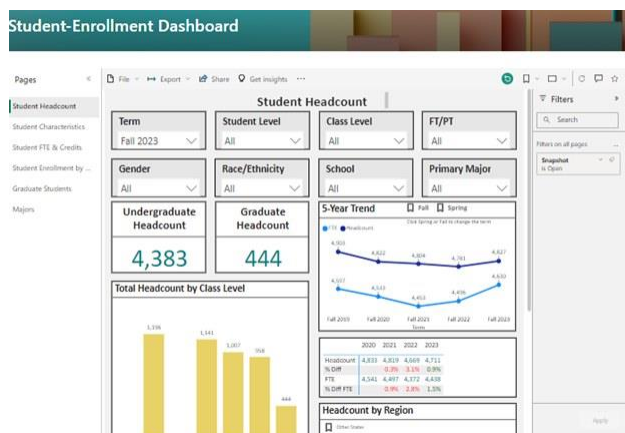 Student-Enrollment Dashboard
Pages
File Export Share Get insights ...
Student Headcount
Student Characteristics
Student FTE & Credits
Student Enrollment by ...
Graduate Students
Majors
Student Headcount
Term
Fall 2023
Student Level
All
Class Level
All
FT/PT
All
Gender
All
Race/Ethnicity
All
School
All
Primary Major
All
Undergraduate
Headcount
4,383
Graduate
Headcount
444
5-Year Trend Fall Spring
Click Spring or Fall to change the term
FTE Headcount
4,822 4,804 4,761 4,827
4,537 4,533 4,453 4,496 4,630
Fall 2019 Fall 2020 Fall 2021 Fall 2022 Fall 2023
Term
Total Headcount by Class Level
1,141
1,007
958
444
2020 2021 2022 2023
Headcount 4,833 4,819 4,669 4,711
% Diff 0.3% 3.1% 0.9%
FTE 4,541 4,497 4,372 4,438
% Diff FTE 0.9% 2.8% 1.5%
Headcount by Region
Other States
Filters
Search
Filters on all pages ...
Snapshot
is Open
Apply